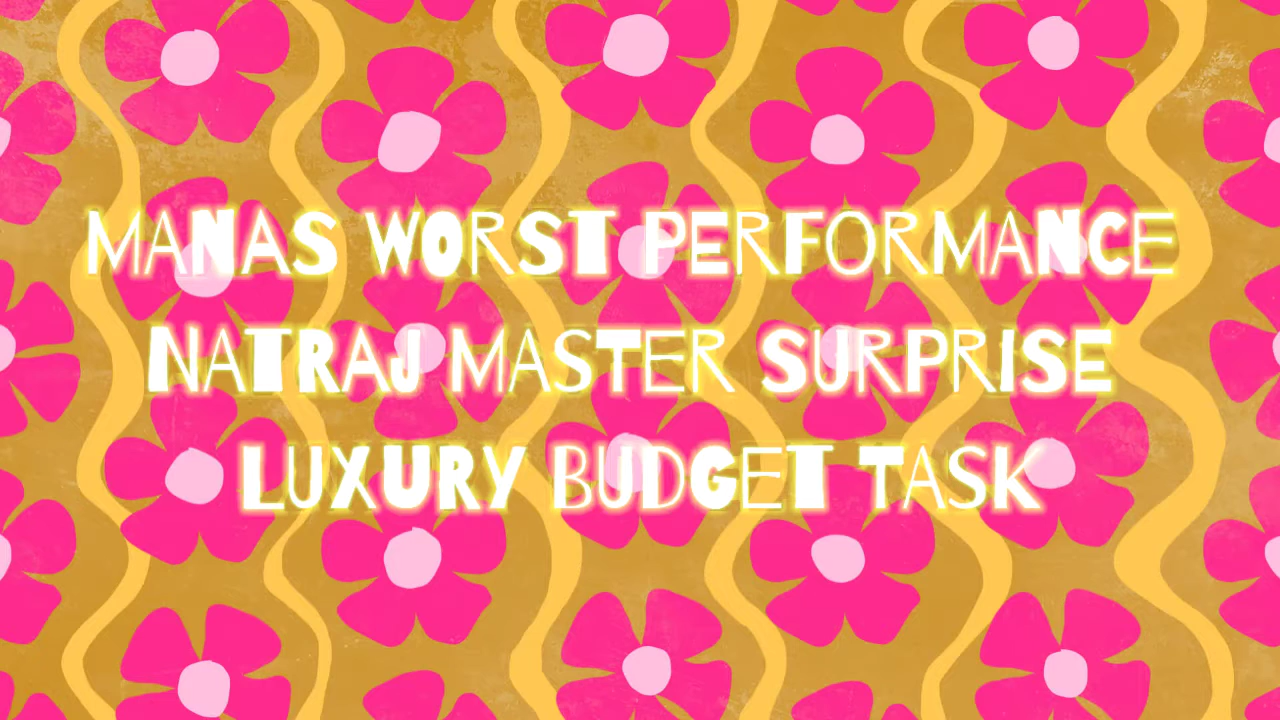 MANAS WORST PERFORMANCE
NATRAJ MASTER SURPRISE
LUXURY BUDGET TASK